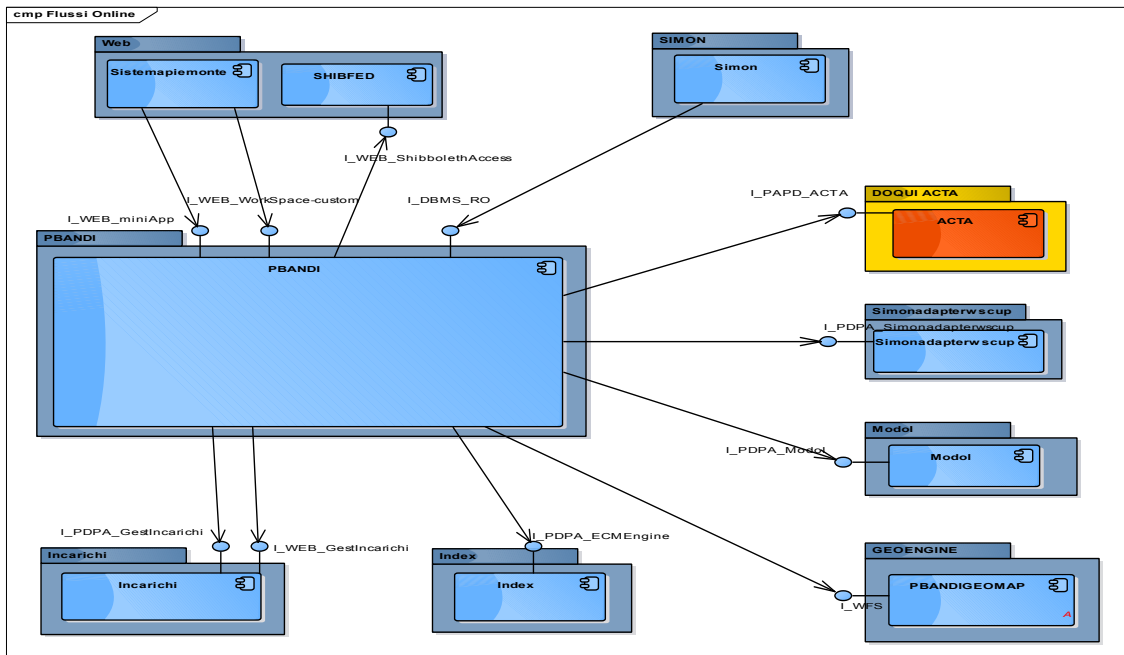 cmp Flussi Online
Web
Sistemapiemonte
SHIBFED
SIMON
Simon
I_WEB_ShibbolethAccess
I_WEB_WorkSpace-custom
I_DBMS_RO
I_PAPD_ACTA
DOQUI ACTA
ACTA
I_WEB_miniApp
PBANDI
PBANDI
Simonadapterwscup
I_PDPA_Simonadapterwscup
Simonadapterwscup
Modol
I_PDPA_Modol
Modol
I_PDPA_GestIncarichi
I_WEB_GestIncarichi
I_PDPA_ECMEngine
Incarichi
Incarichi
Index
Index
GEOENGINE
PBANDIGEOMAP
I_WFS
A